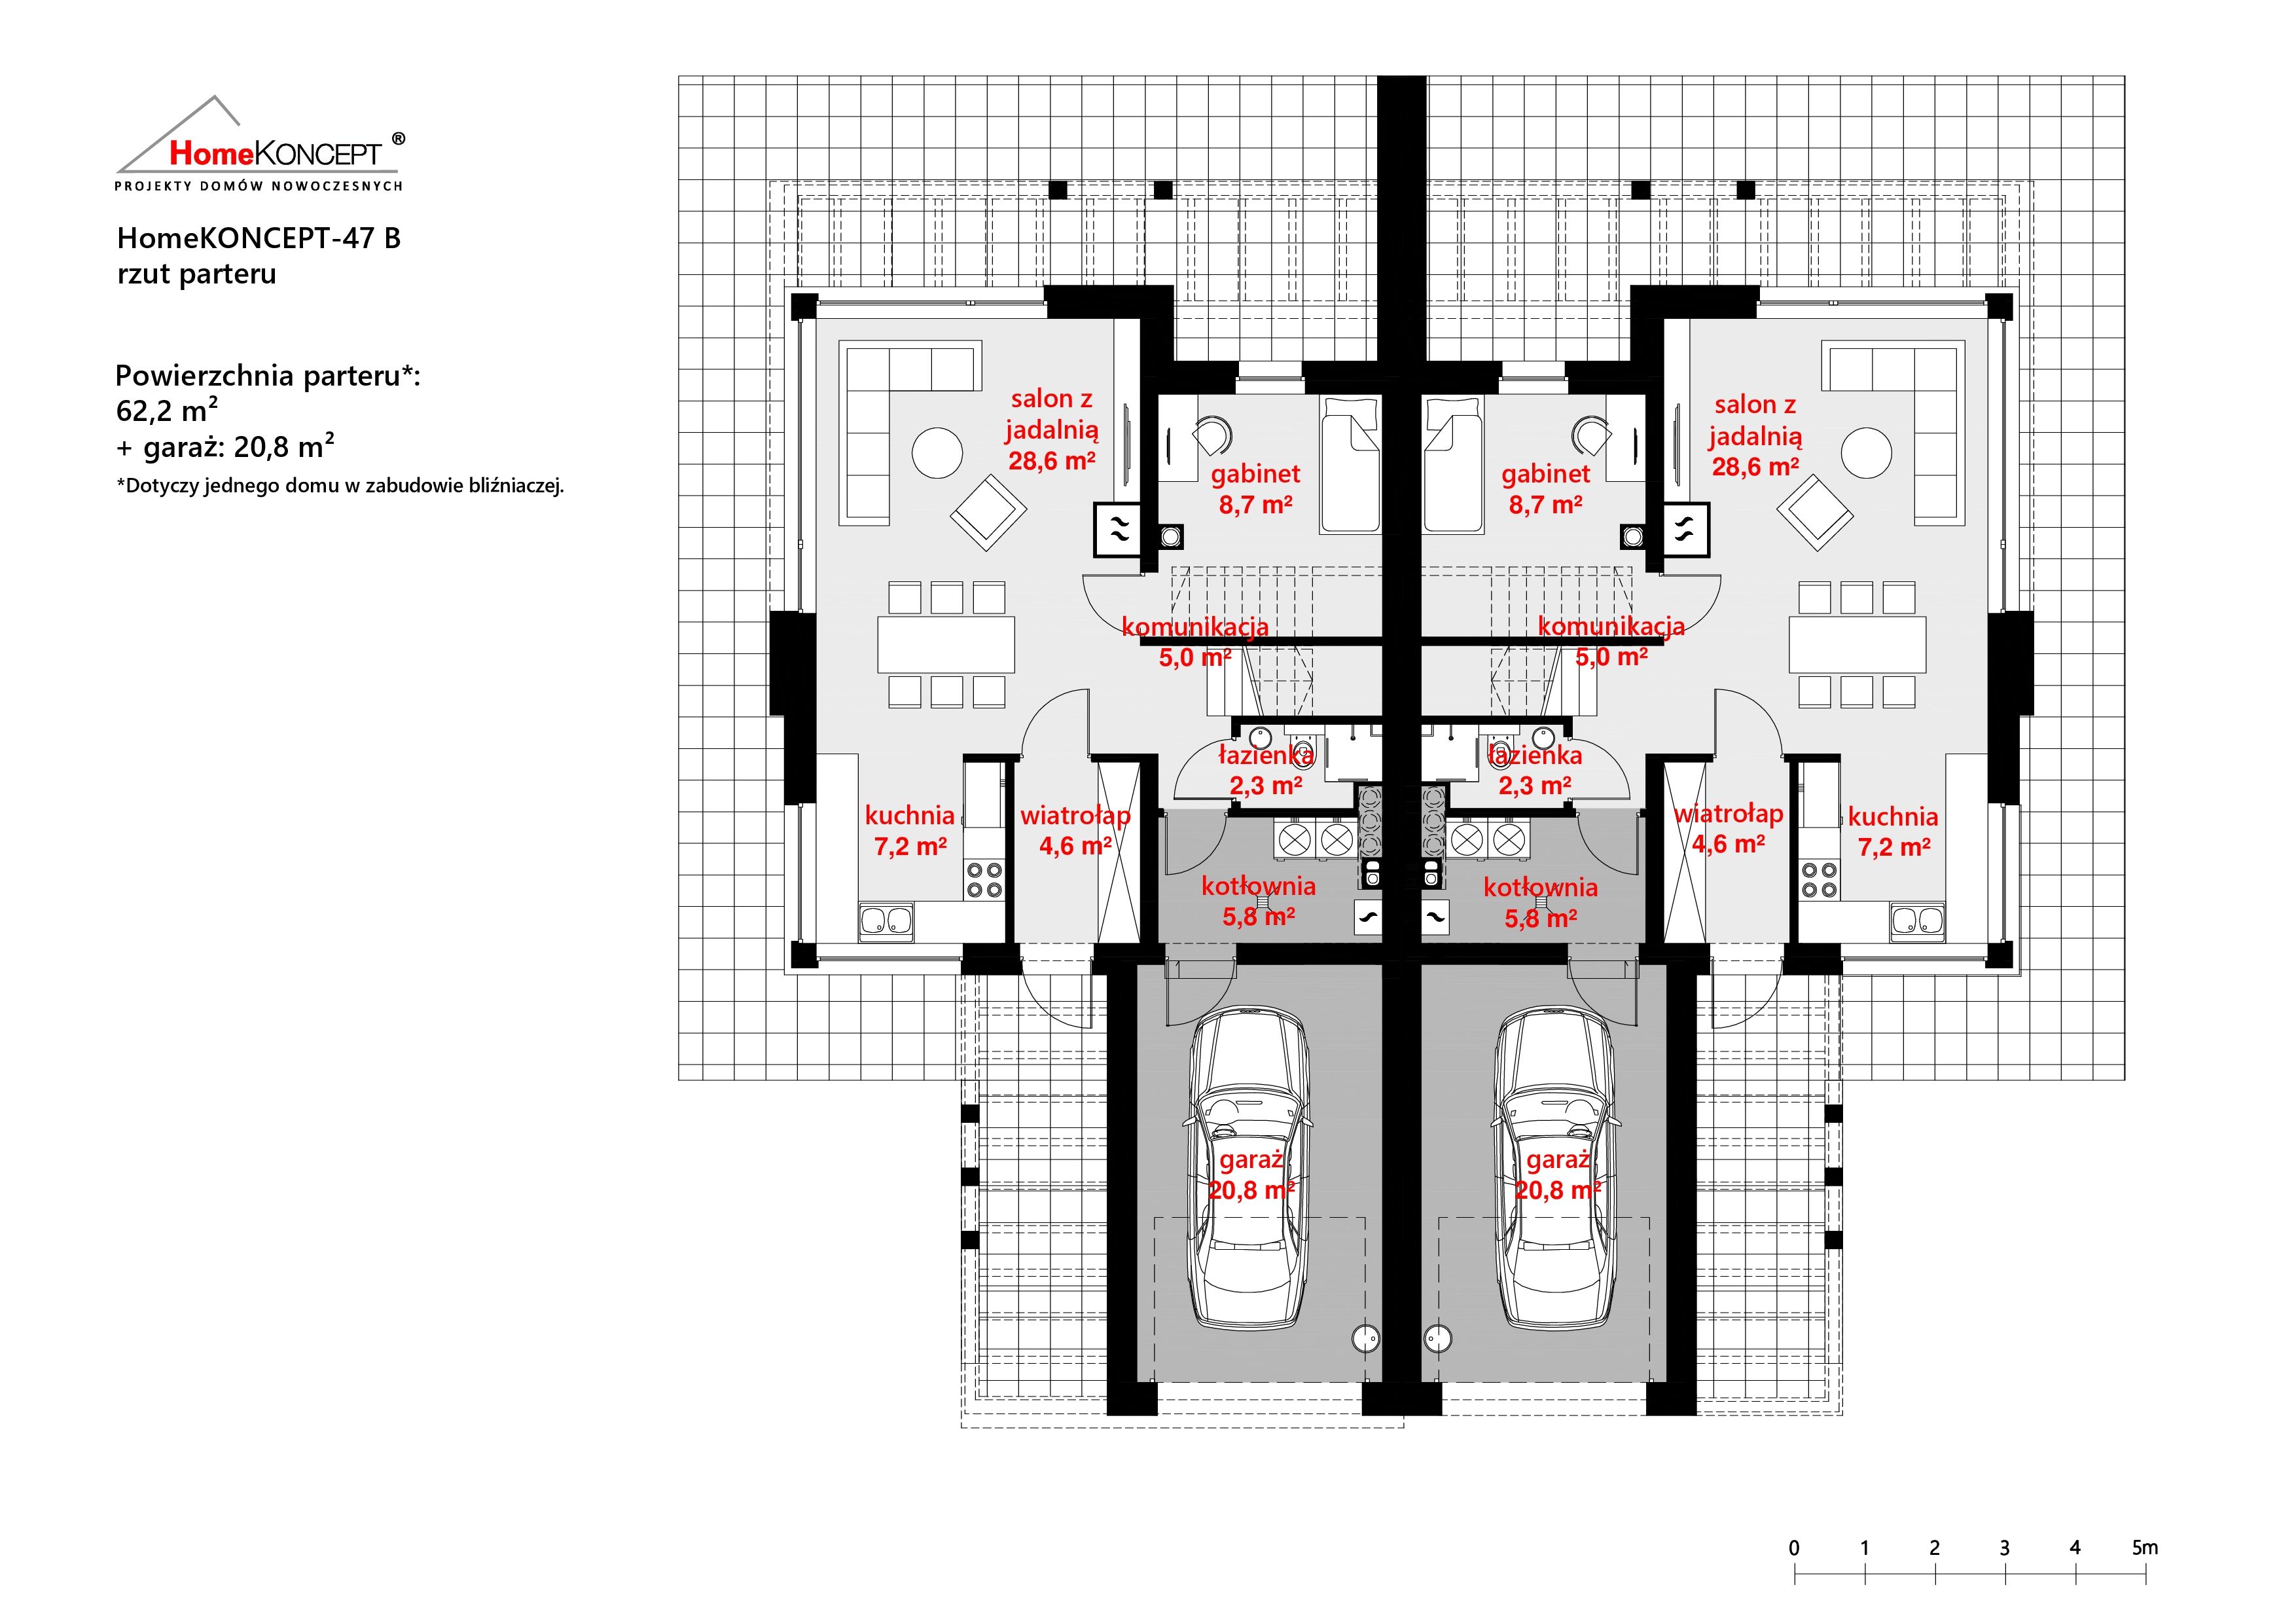 HomeKONCEPT ®
PROJEKTY DOMÓW NOWOCZESNYCH
HomeKONCEPT-47 B
rzut parteru
Powierzchnia parteru*:
62,2 m²
+ garaż: 20,8 m²
*Dotyczy jednego domu w zabudowie bliźniaczej.
salon z
jadalnią
28,6 m²
gabinet
8,7 m²
gabinet
8,7 m²
salon z
jadalnią
28,6 m²
komunikacja
5,0 m²
komunikacja
5,0 m²
łazienka
2,3 m²
łazienka
2,3 m²
kuchnia
7,2 m²
wiatrołap
4,6 m²
wiatrołap
4,6 m²
kuchnia
7,2 m²
kotłownia
5,8 m²
kotłownia
5,8 m²
garaż
20,8 m²
garaż
20,8 m²
0 1 2 3 4 5m